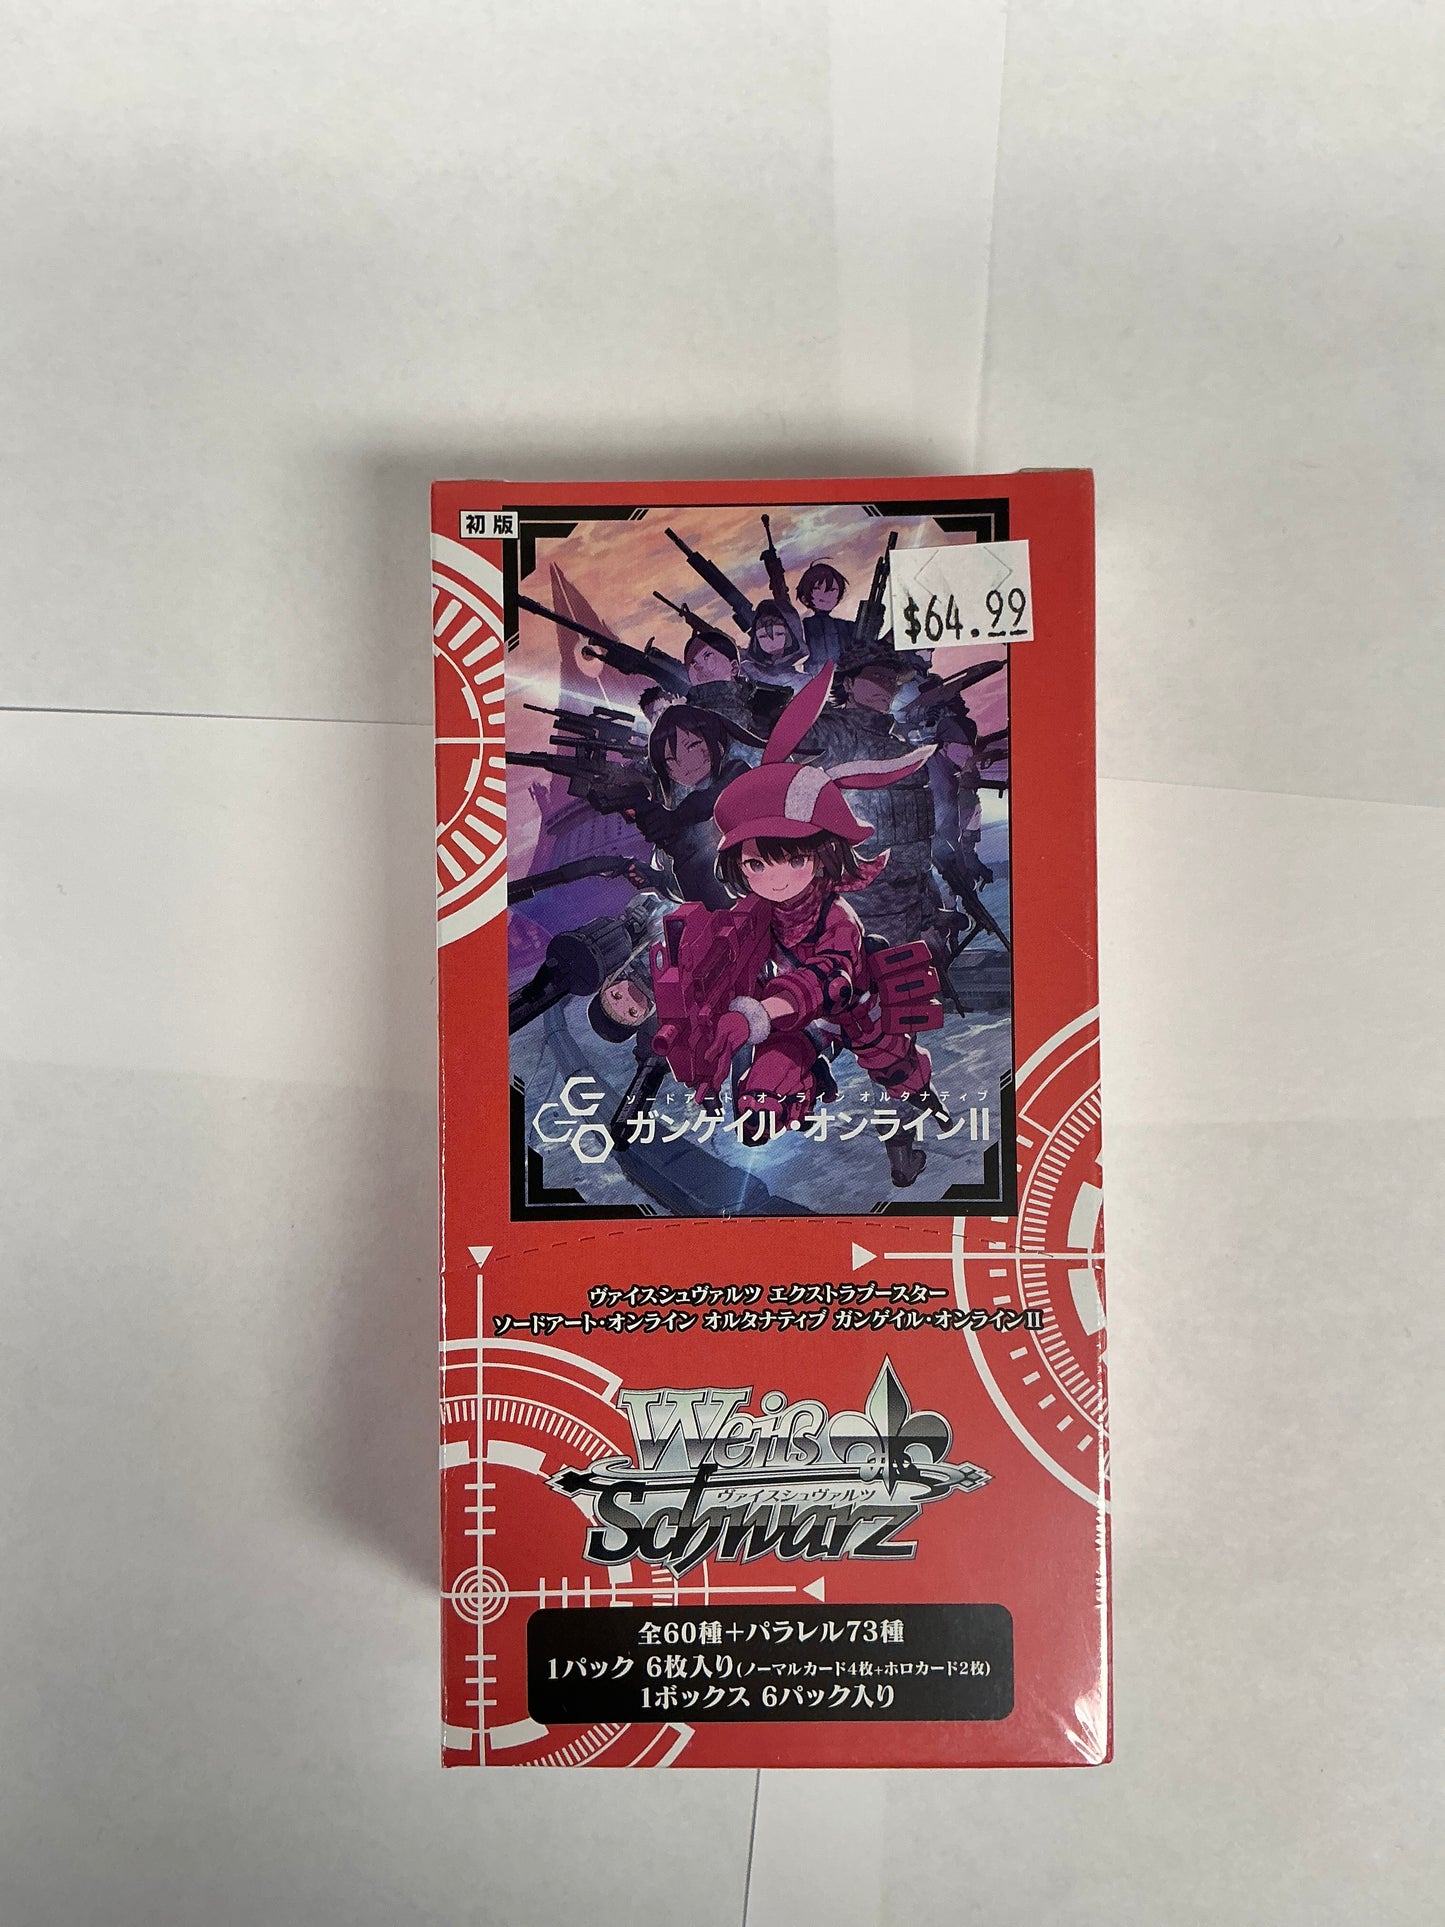 初版
$64.99
GGO
ソードアート・オンライン オルタナティブ
ガンゲイル・オンラインII
ヴァイスシュヴァルツ エクストラブースター
ソードアート・オンライン オルタナティブ ガンゲイル・オンラインII
Weiß
ヴァイスシュヴァルツ
Schwarz
全60種+パラレル73種
1パック 6枚入り(ノーマルカード4枚+ホロカード2枚)
1ボックス 6パック入り